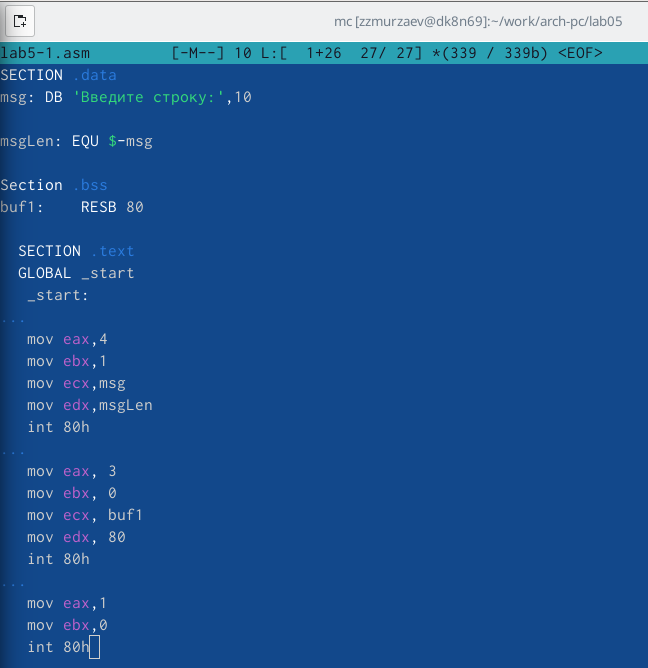 mc [zzmurzaev@dk8n69]:~/work/arch-pc/lab05
lab5-1.asm [-M--] 10 L:[ 1+26 27/ 27] *(339 / 339b) <EOF>
SECTION .data
msg: DB 'Введите строку:',10
msgLen: EQU $-msg
Section .bss
buf1: RESB 80
SECTION .text
GLOBAL _start
_start:
...
mov eax,4
mov ebx,1
mov ecx,msg
mov edx,msgLen
int 80h
...
mov eax, 3
mov ebx, 0
mov ecx, buf1
mov edx, 80
int 80h
...
mov eax,1
mov ebx,0
int 80h